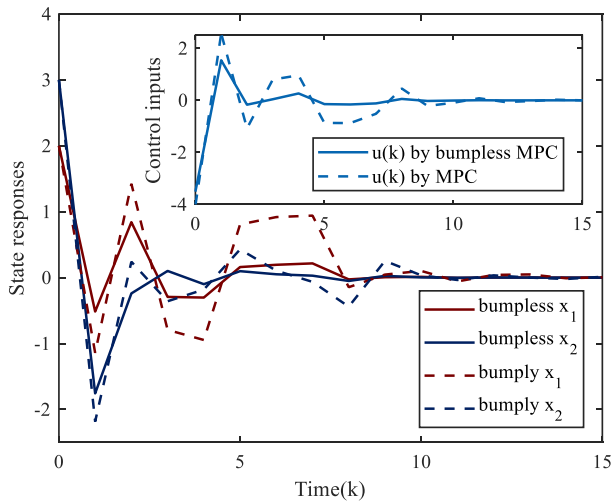 State responses
4
3
2
1
0
-1
-2
0
5
10
15
Time(k)
Control inputs
2
0
-2
-4
0
5
10
15
u(k) by bumpless MPC
u(k) by MPC
bumpless x₁
bumpless x₂
bumply x₁
bumply x₂